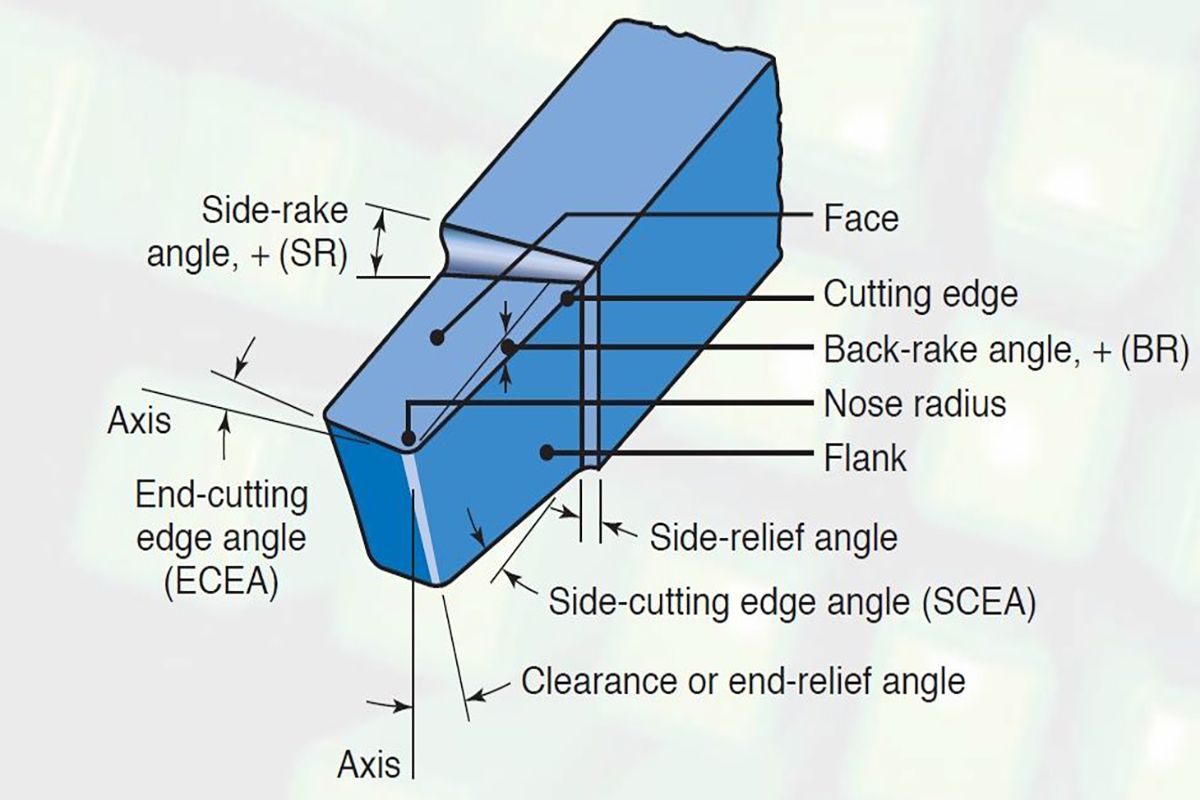 Side-rake
angle, + (SR)
Face
Cutting edge
Back-rake angle, + (BR)
Nose radius
Flank
Axis
End-cutting
edge angle
(ECEA)
Side-relief angle
Side-cutting edge angle (SCEA)
Clearance or end-relief angle
Axis